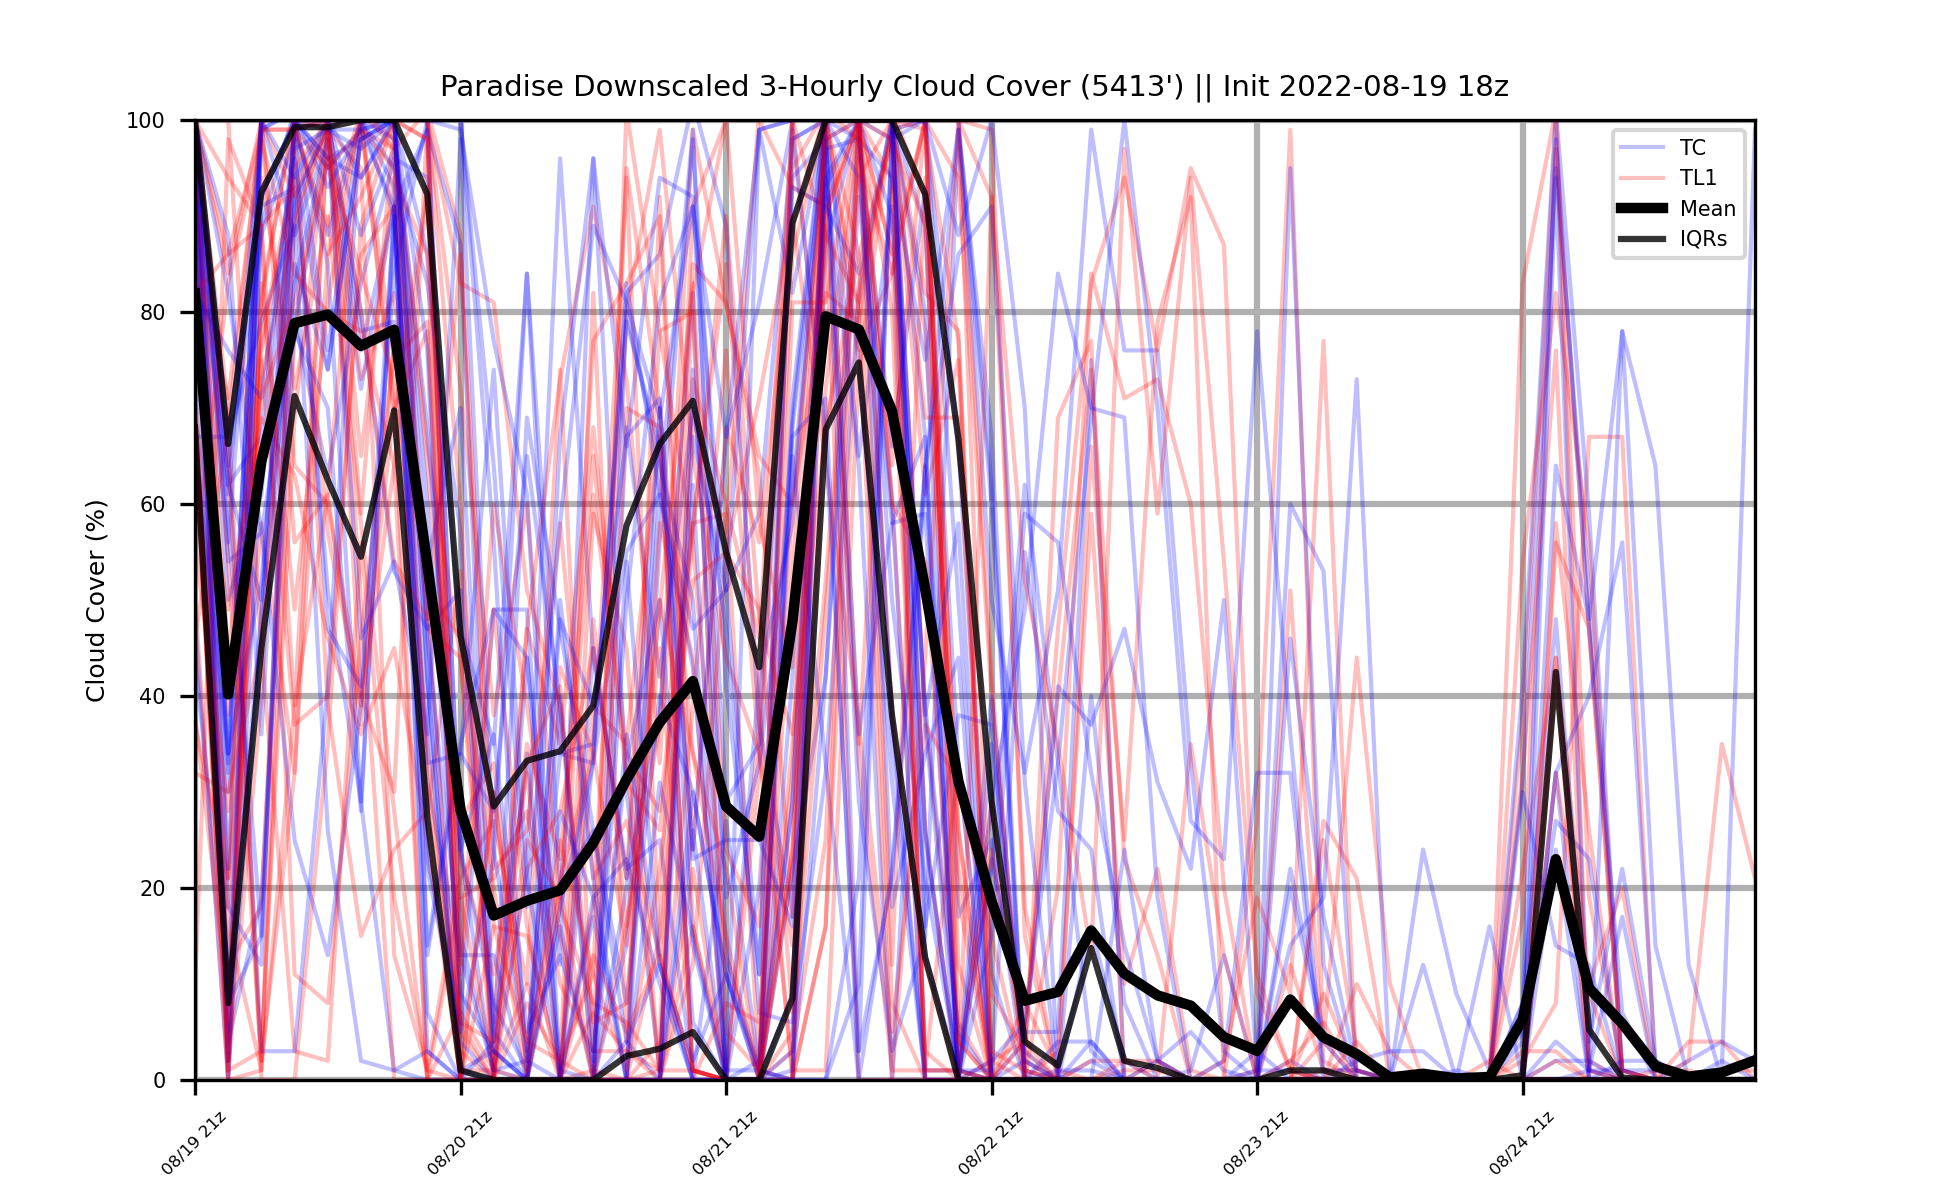 Paradise Downscaled 3-Hourly Cloud Cover (5413') || Init 2022-08-19 18z
100
80
60
40
20
0
Cloud Cover (%)
TC
TL1
Mean
IQRs
08/19 21z
08/20 21z
08/21 21z
08/22 21z
08/23 21z
08/24 21z